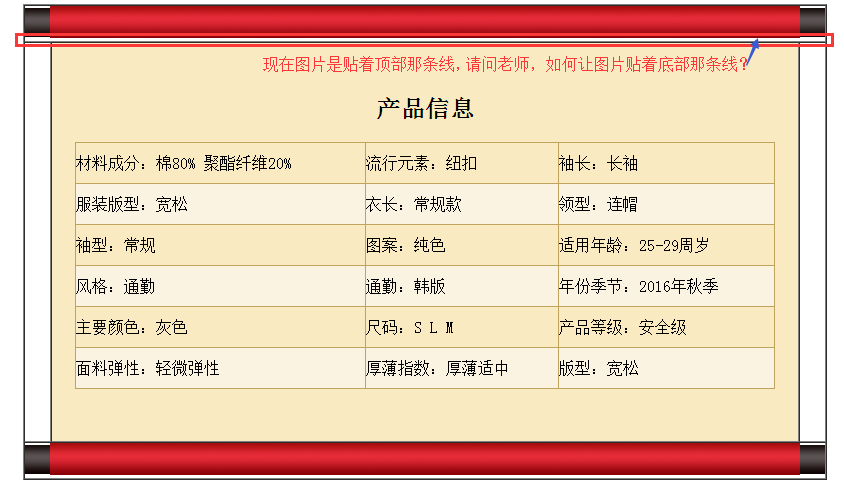 现在图片是贴着顶部那条线,请问老师，如何让图片贴着底部那条线?
产品信息
材料成分：棉80% 聚酯纤维20% 流行元素：纽扣 袖长：长袖
服装版型：宽松 衣长：常规款 领型：连帽
袖型：常规 图案：纯色 适用年龄：25-29周岁
风格：通勤 通勤：韩版 年份季节：2016年秋季
主要颜色：灰色 尺码：S L M 产品等级：安全级
面料弹性：轻微弹性 厚薄指数：厚薄适中 版型：宽松